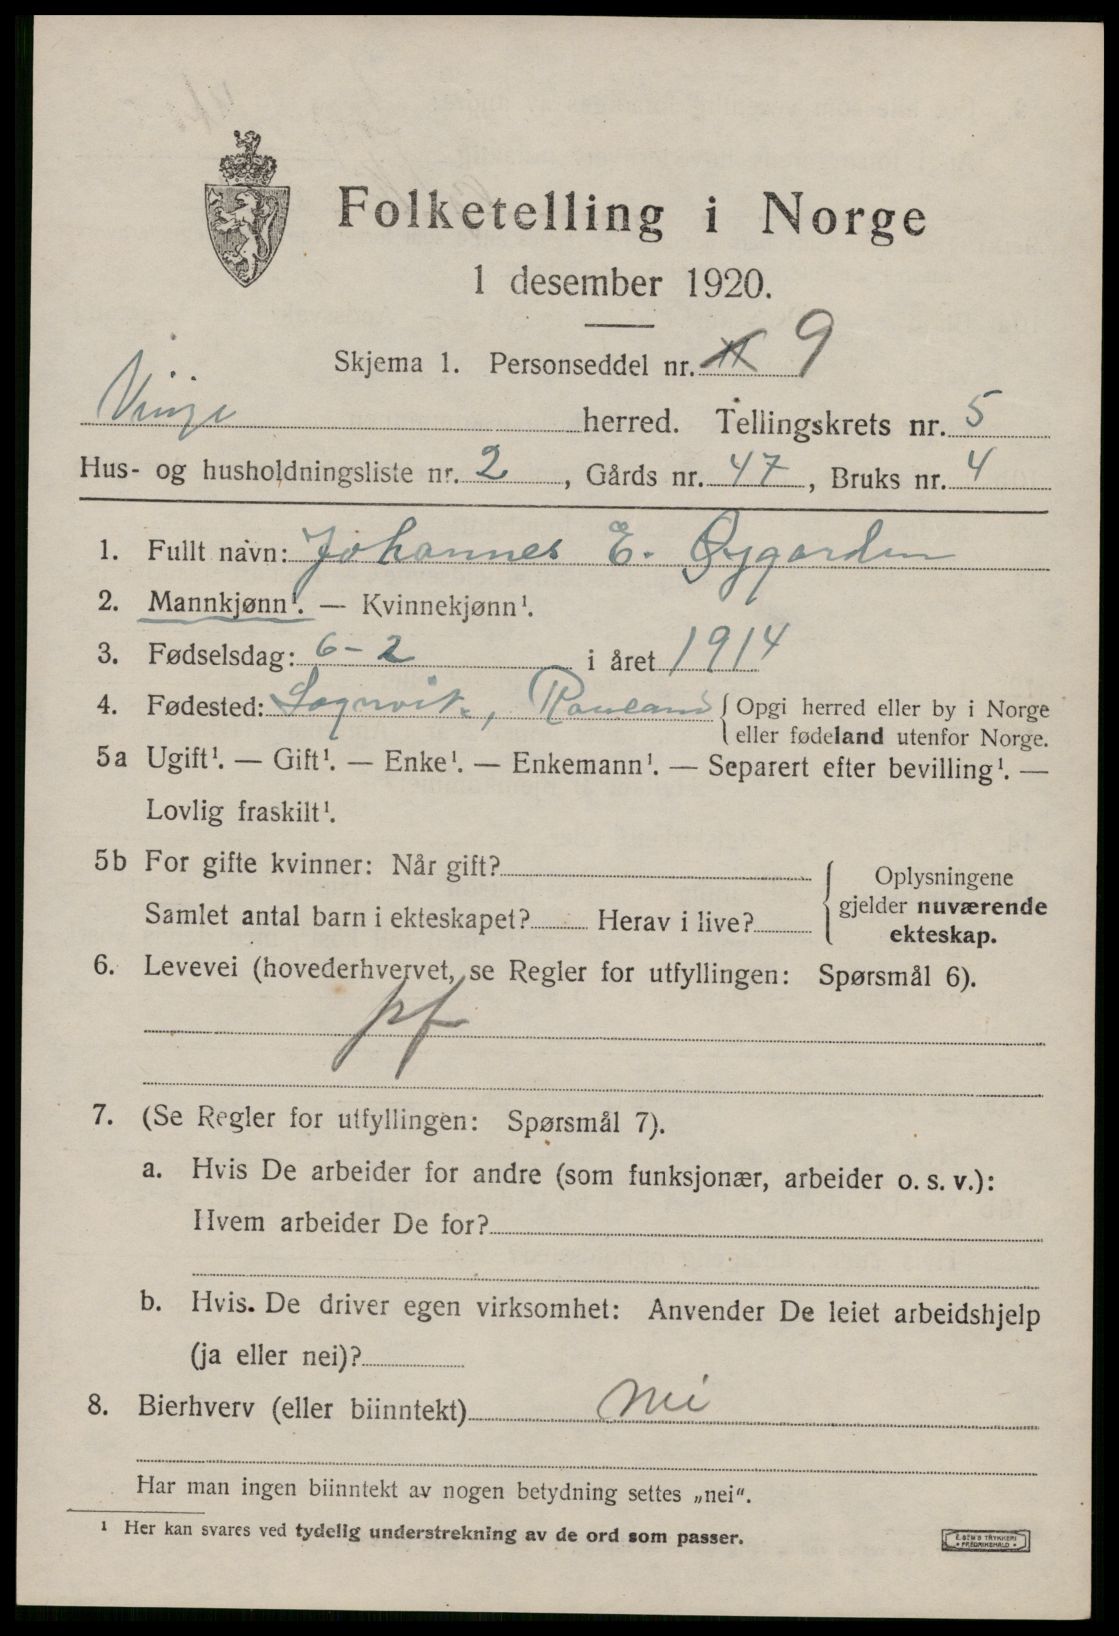 Folketelling i Norge
1 desember 1920.
Skjema 1. Personseddel nr. 9
Vinje herred. Tellingskrets nr. 5
Hus- og husholdningsliste nr. 2, Gårds nr. 47, Bruks nr. 4
1. Fullt navn: Johannes E. Øygarden
2. Mannkjønn¹. — Kvinnekjønn¹.
3. Fødselsdag: 6-2 i året 1914
4. Fødested: Rauland { Opgi herred eller by i Norge
eller fødeland utenfor Norge.
5a Ugift¹. — Gift¹. — Enke¹. — Enkemann¹. — Separert efter bevilling¹. —
Lovlig fraskilt¹.
5b For gifte kvinner: Når gift?
Samlet antal barn i ekteskapet? Herav i live?
Oplysningene
gjelder nuværende
ekteskap.
6. Levevei (hovederhvervet, se Regler for utfyllingen: Spørsmål 6).
pf
7. (Se Regler for utfyllingen: Spørsmål 7).
a. Hvis De arbeider for andre (som funksjonær, arbeider o. s. v.):
Hvem arbeider De for?
b. Hvis. De driver egen virksomhet: Anvender De leiet arbeidshjelp
(ja eller nei)?
8. Bierhverv (eller biinntekt) nei
Har man ingen biinntekt av nogen betydning settes „nei".
¹ Her kan svares ved tydelig understrekning av de ord som passer.